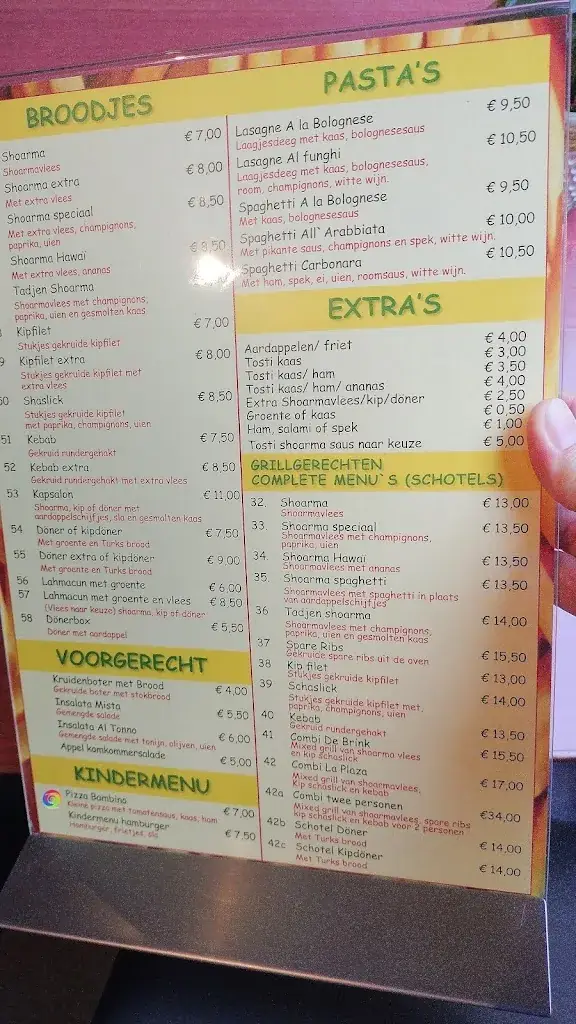 BROODJES
Shoarma € 7,00
Shoarmavlees
Shoarma extra € 8,00
Met extra vlees
Shoarma speciaal € 8,50
Met extra vlees, champignons,
paprika, uien
Shoarma Hawai € 8,50
Met extra vlees, ananas
Tadjen Shoarma
Shoarmavlees met champignons,
paprika, uien en gesmolten kaas
Kipfilet € 7,00
Stukjes gekruide kipfilet
9 Kipfilet extra € 8,00
Stukjes gekruide kipfilet met
extra vlees
50 Shaslick € 8,50
Stukjes gekruide kipfilet
met paprika, champignons, uien
51 Kebab € 7,50
Gekruid rundergehakt
52 Kebab extra € 8,50
Gekruid rundergehakt met extra vlees
53 Kapsalon € 11,00
Shoarma, kip of döner met
aardappelschijfjes, sla en gesmolten kaas
54 Döner of kipdöner € 7,50
Met groente en Turks brood
55 Döner extra of kipdöner € 9,00
Met groente en Turks brood
56 Lahmacun met groente € 6,00
57 Lahmacun met groente en vlees € 8,50
(Vlees naar keuze) shoarma, kip of döner
58 Dönerbox € 5,50
Döner met aardappel
VOORGERECHT
Kruidenboter met Brood € 4,00
Gekruide boter met stokbrood
Insalata Mista € 5,50
Gemengde salade
Insalata Al Tonno € 6,00
Gemengde salade met tonijn, olijven, uien
Appel komkommersalade € 5,00
KINDERMENU
Pizza Bambino € 7,00
Kleine pizza met tomatensaus, kaas, ham
Kindermenu hamburger € 7,50
Hamburger, frietjes, sla
PASTA'S
Lasagne A la Bolognese € 9,50
Laagjesdeeg met kaas, bolognesesaus
Lasagne Al funghi € 10,50
Laagjesdeeg met kaas, bolognesesaus,
room, champignons, witte wijn.
Spaghetti A la Bolognese € 9,50
Met kaas, bolognesesaus
Spaghetti All` Arabbiata € 10,00
Met pikante saus, champignons en spek, witte wijn.
Spaghetti Carbonara € 10,50
Met ham, spek, ei, uien, roomsaus, witte wijn.
EXTRA'S
Aardappelen/ friet € 4,00
Tosti kaas € 3,00
Tosti kaas/ ham € 3,50
Tosti kaas/ ham/ ananas € 4,00
Extra Shoarmavlees/kip/döner € 2,50
Groente of kaas € 0,50
Ham, salami of spek € 1,00
Tosti shoarma saus naar keuze € 5,00
GRILLGERECHTEN
COMPLETE MENU`S (SCHOTELS)
32. Shoarma € 13,00
Shoarmavlees
33. Shoarma speciaal € 13,50
Shoarmavlees met champignons,
paprika, uien
34. Shoarma Hawaï € 13,50
Shoarmavlees met ananas
35. Shoarma spaghetti € 13,50
Shoarmavlees met spaghetti in plaats
van aardappelschijfjes
36 Tadjen shoarma € 14,00
Shoarmavlees met champignons,
paprika, uien en gesmolten kaas
37 Spare Ribs € 15,50
Gekruide spare ribs uit de oven
38 Kip filet € 13,00
Stukjes gekruide kipfilet
39 Schaslick € 14,00
Stukjes gekruide kipfilet met,
paprika, champignons, uien
40 Kebab € 13,50
Gekruid rundergehakt
41 Combi De Brink € 15,50
Mixed grill van shoarma vlees
en kip schaslick
42 Combi La Plaza € 17,00
Mixed grill van shoarmavlees,
kip schaslick en kebab
42a Combi twee personen €34,00
Mixed grill van shoarmavlees, spare ribs
kip schaslick en kebab voor 2 personen
42b Schotel Döner € 14,00
Met Turks brood
42c Schotel Kipdöner € 14,00
Met Turks brood